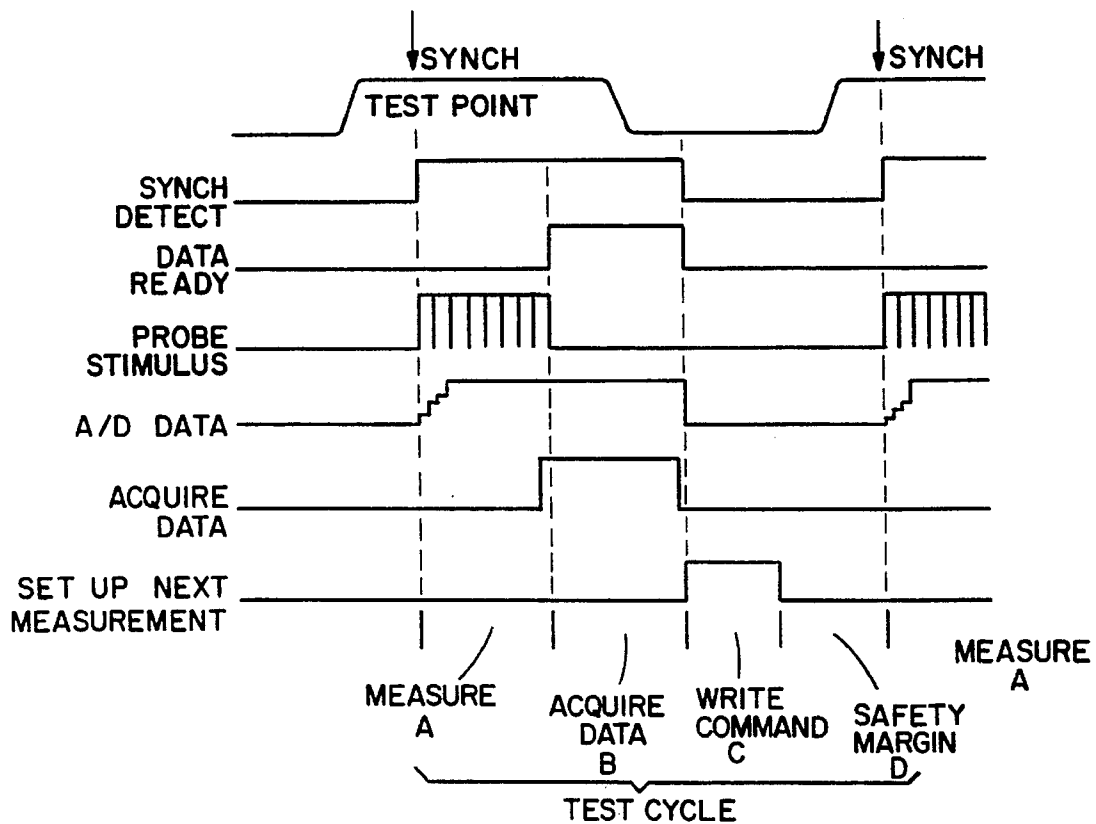 SYNCH
SYNCH
TEST POINT
SYNCH
DETECT
DATA
READY
PROBE
STIMULUS
A/D DATA
ACQUIRE
DATA
SET UP NEXT
MEASUREMENT
MEASURE
A
ACQUIRE
DATA
B
WRITE
COMMAND
C
SAFETY
MARGIN
D
MEASURE
A
TEST CYCLE